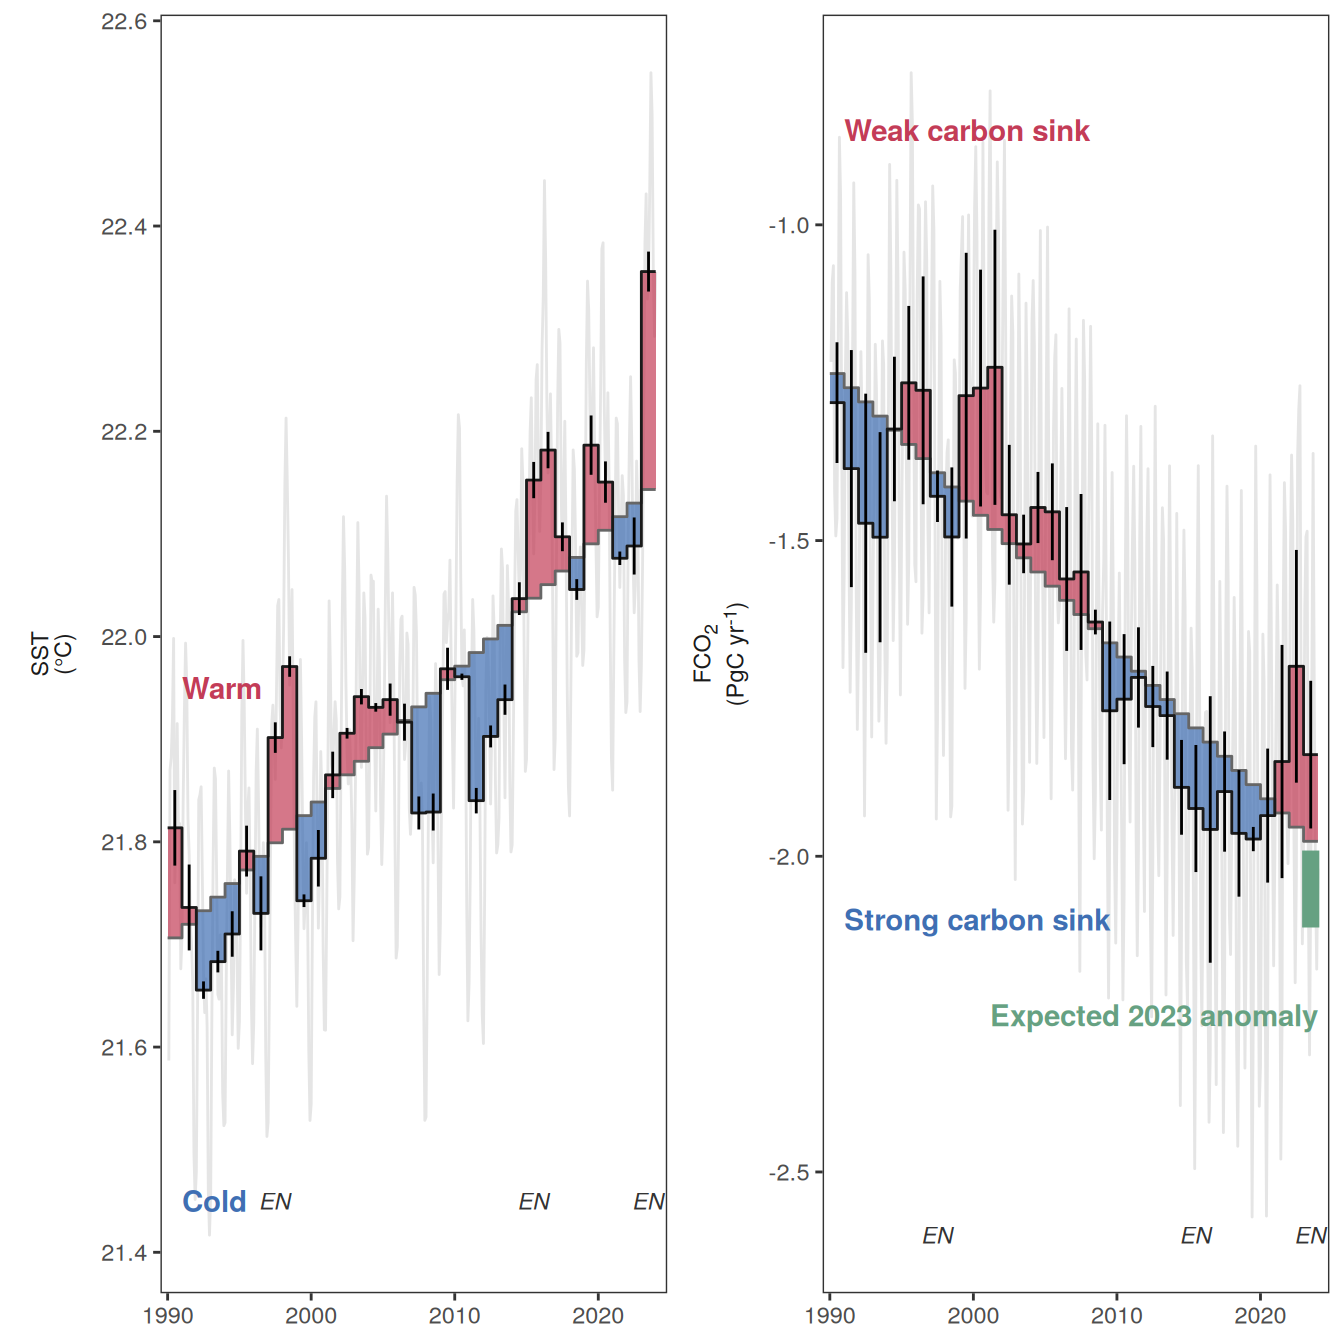 22.6
22.4
22.2
22.0
21.8
21.6
21.4
SST
(°C)
Warm
Cold
EN
EN
EN
1990
2000
2010
2020
-1.0
-1.5
-2.0
-2.5
FCO₂
(PgC yr⁻¹)
Weak carbon sink
Strong carbon sink
Expected 2023 anomaly
EN
EN
EN
1990
2000
2010
2020